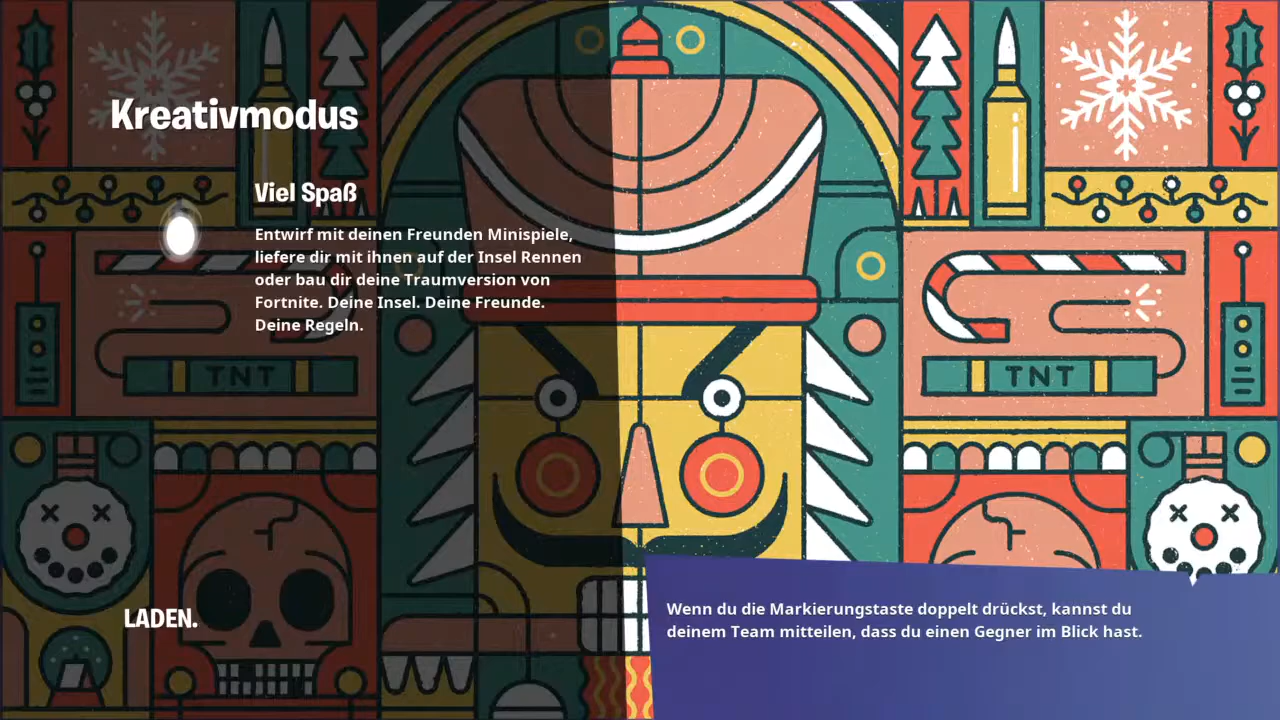 Kreativmodus
Viel Spaß
Entwirf mit deinen Freunden Minispiele,
liefere dir mit ihnen auf der Insel Rennen
oder bau dir deine Traumversion von
Fortnite. Deine Insel. Deine Freunde.
Deine Regeln.
TNT
TNT
LADEN.
Wenn du die Markierungstaste doppelt drückst, kannst du
deinem Team mitteilen, dass du einen Gegner im Blick hast.